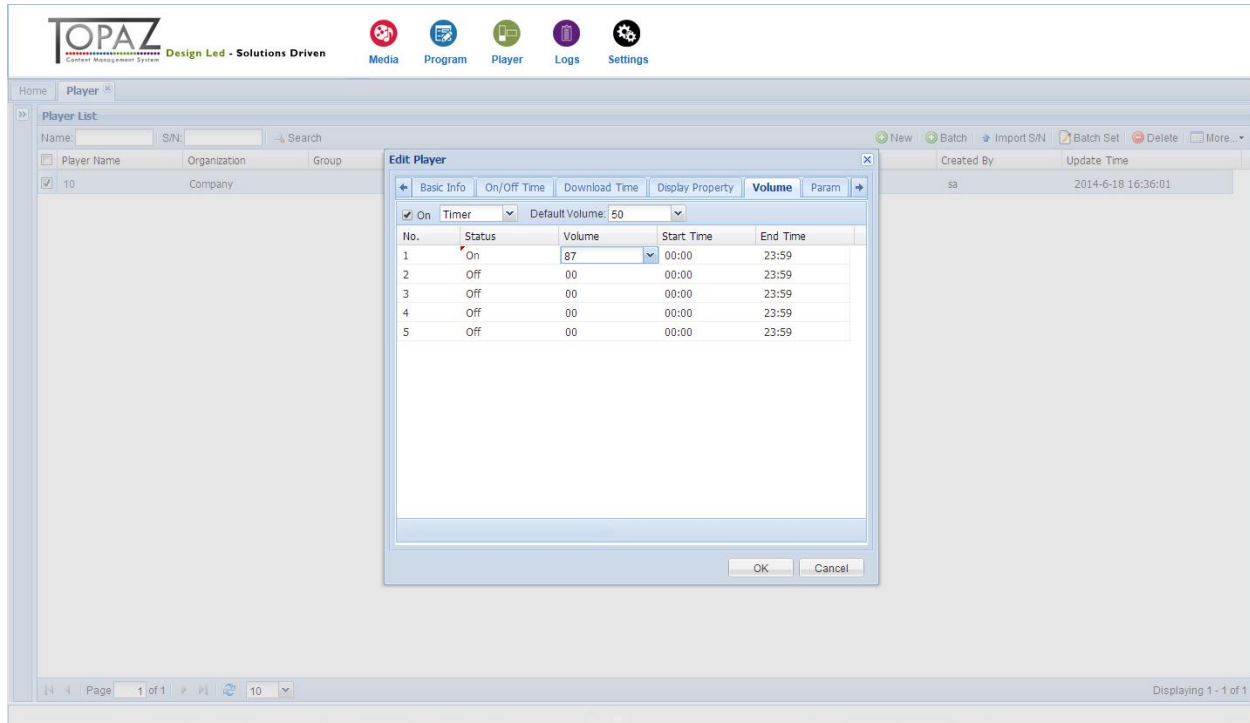 TOPAZ
Content Management System
Design Led - Solutions Driven
Media Program Player Logs Settings
Home Player
Player List
Name: S/N: Search New Batch Import S/N Batch Set Delete More...
Player Name Organization Group Created By Update Time
10 Company sa 2014-6-18 16:36:01
Edit Player
Basic Info On/Off Time Download Time Display Property Volume Param
On Timer Default Volume: 50
No. Status Volume Start Time End Time
1 On 87 00:00 23:59
2 Off 00 00:00 23:59
3 Off 00 00:00 23:59
4 Off 00 00:00 23:59
5 Off 00 00:00 23:59
OK Cancel
Page 1 of 1 10 Displaying 1 - 1 of 1